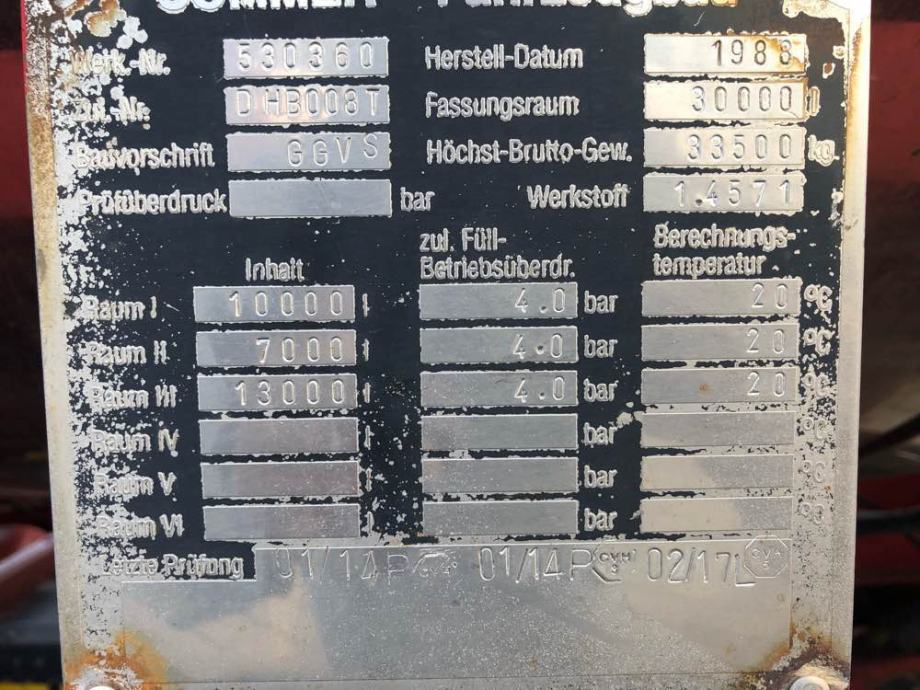 SOMMER Fahrzeugbau
Werk.-Nr. 530360 Herstell-Datum 1988
Zul.-Nr. DHB008T Fassungsraum 30000 l
Bauvorschrift GGVS Höchst-Brutto-Gew. 33500 kg
Prüfüberdruck bar Werkstoff 1.4571
Inhalt zul. Füll- Berechnungs-
Betriebsüberdr. temperatur
Raum I 10000 l 4.0 bar 20 °C
Raum II 7000 l 4.0 bar 20 °C
Raum III 13000 l 4.0 bar 20 °C
Raum IV l bar °C
Raum V l bar °C
Raum VI l bar °C
Letzte Prüfung 01/14P 01/14P 02/17L